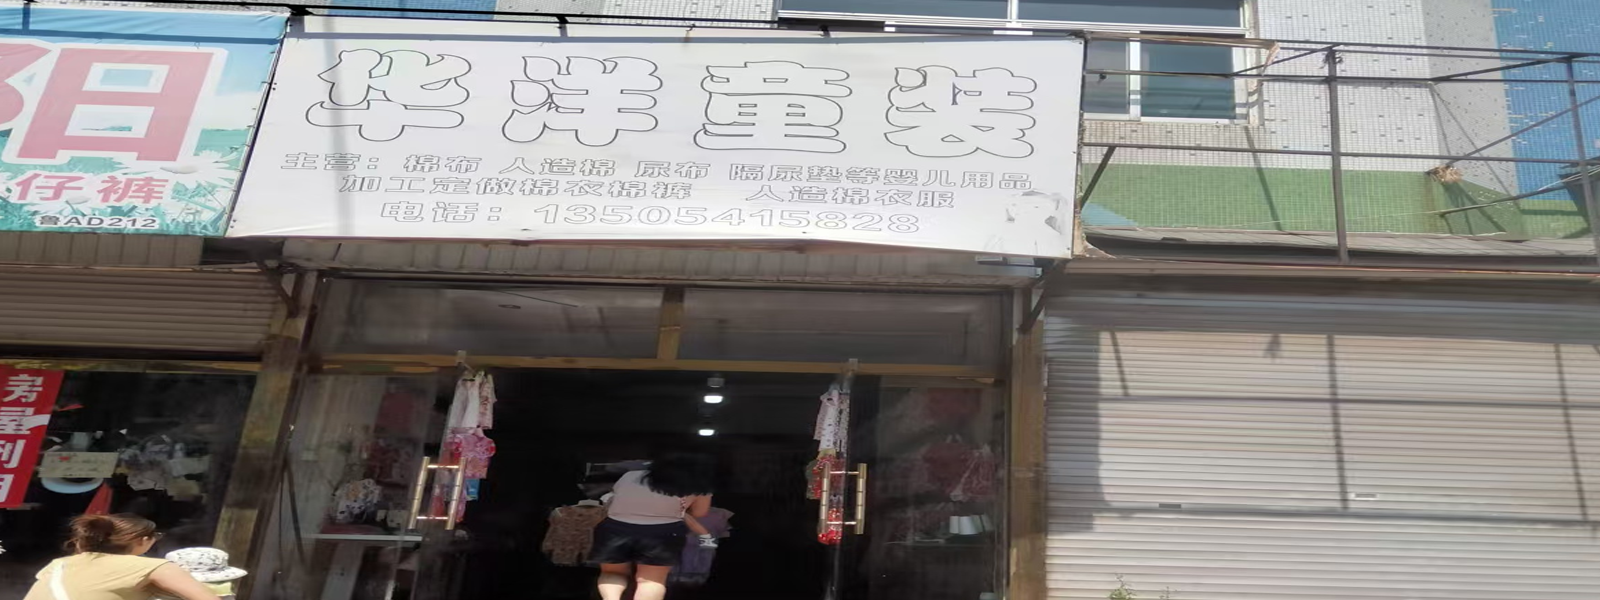 阳
仔裤
鲁AD212
华洋童装
主营：棉布 人造棉 尿布 隔尿垫等婴儿用品
加工定做棉衣棉裤 人造棉衣服
电话：13505415828